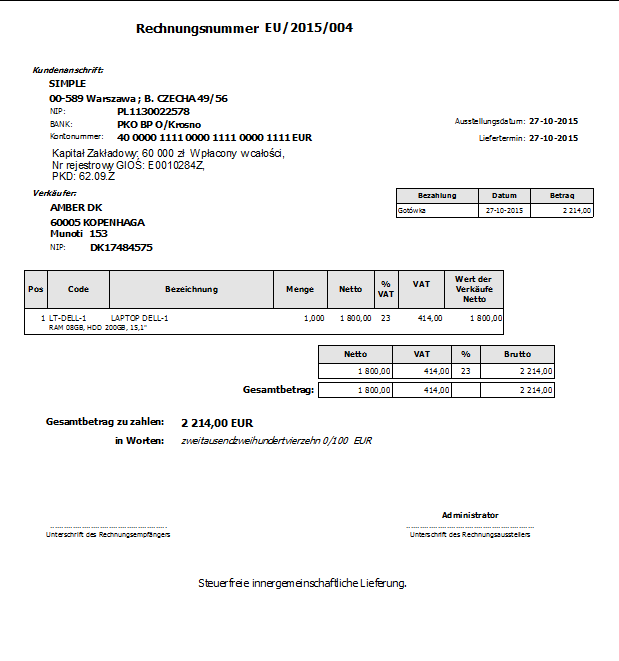 Rechnungsnummer EU/2015/004
Kundenanschrift:
SIMPLE
00-589 Warszawa ; B. CZECHA 49/56
NIP: PL1130022578
BANK: PKO BP O/Krosno
Kontonummer: 40 0000 1111 0000 1111 0000 1111 EUR
Ausstellungsdatum: 27-10-2015
Liefertermin: 27-10-2015
Kapitał Zakładowy: 60 000 zł Wpłacony w całości,
Nr rejestrowy GIOŚ: E0010284Z,
PKD: 62.09.Z
Verkäufer:
AMBER DK
60005 KOPENHAGA
Munoti 153
NIP: DK17484575
Bezahlung Datum Betrag
Gotówka 27-10-2015 2 214,00
Pos Code Bezeichnung Menge Netto % VAT VAT Wert der Verkäufe Netto
1 LT-DELL-1 LAPTOP DELL-1 1,000 1 800,00 23 414,00 1 800,00
RAM 08GB, HDD 200GB, 15,1"
Netto VAT % Brutto
1 800,00 414,00 23 2 214,00
Gesamtbetrag: 1 800,00 414,00 2 214,00
Gesamtbetrag zu zahlen: 2 214,00 EUR
in Worten: zweitausendzweihundertvierzehn 0/100 EUR
Administrator
Unterschrift des Rechnungsempfängers
Unterschrift des Rechnungsausstellers
Steuerfreie innergemeinschaftliche Lieferung.